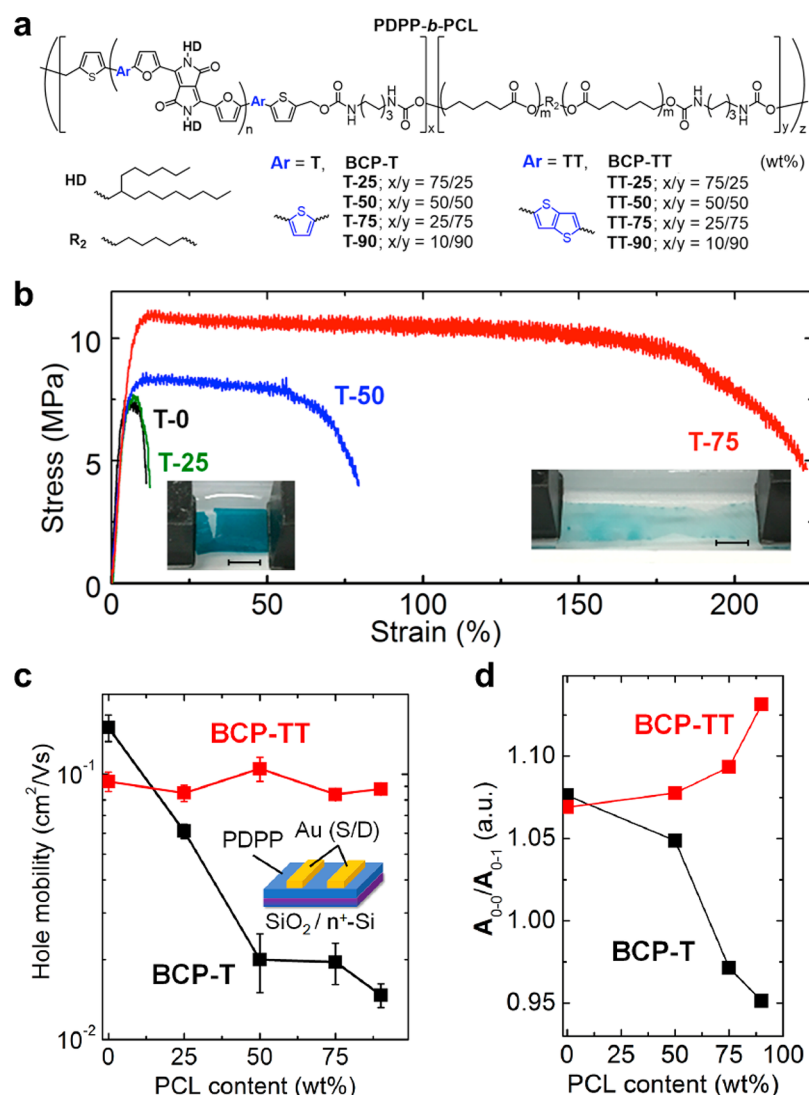 a
PDPP-b-PCL
HD
N
O
S
Ar
O
O
N
HD
O
n
Ar
S
O
O
N
H
3
H
N
O
O
x
O
O
m
R2
O
O
m
O
N
H
3
H
N
O
O
y
z
HD
R2
Ar = T, BCP-T
T-25; x/y = 75/25
T-50; x/y = 50/50
T-75; x/y = 25/75
T-90; x/y = 10/90
S
Ar = TT, BCP-TT (wt%)
TT-25; x/y = 75/25
TT-50; x/y = 50/50
TT-75; x/y = 25/75
TT-90; x/y = 10/90
S
S
b
Stress (MPa)
10
5
0
T-0
T-25
T-50
T-75
0 50 100 150 200
Strain (%)
c
Hole mobility (cm²/Vs)
10⁻¹
10⁻²
BCP-TT
PDPP
Au (S/D)
SiO₂ / n⁺-Si
BCP-T
0 25 50 75
PCL content (wt%)
d
A0-0/A0-1 (a.u.)
1.10
1.05
1.00
0.95
BCP-TT
BCP-T
0 25 50 75 100
PCL content (wt%)